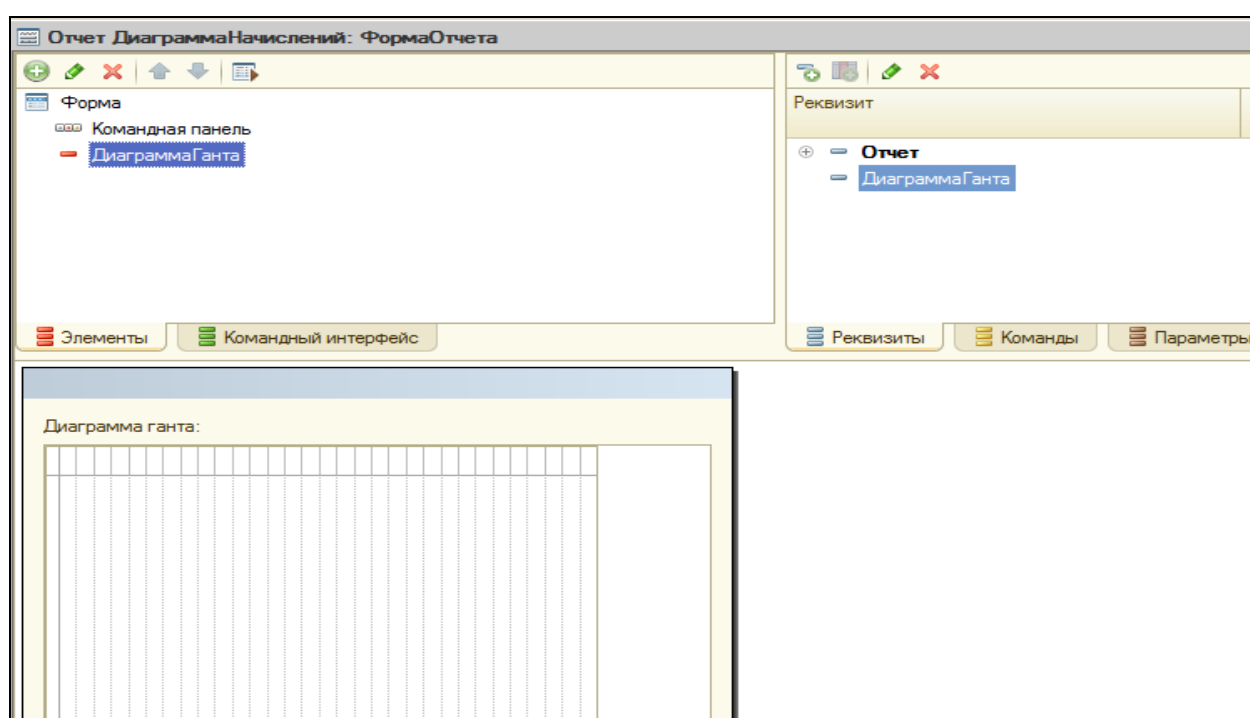 Отчет ДиаграммаНачислений: ФормаОтчета
Форма
Командная панель
ДиаграммаГанта
Элементы
Командный интерфейс
Реквизит
Отчет
ДиаграммаГанта
Реквизиты
Команды
Параметры
Диаграмма ганта: